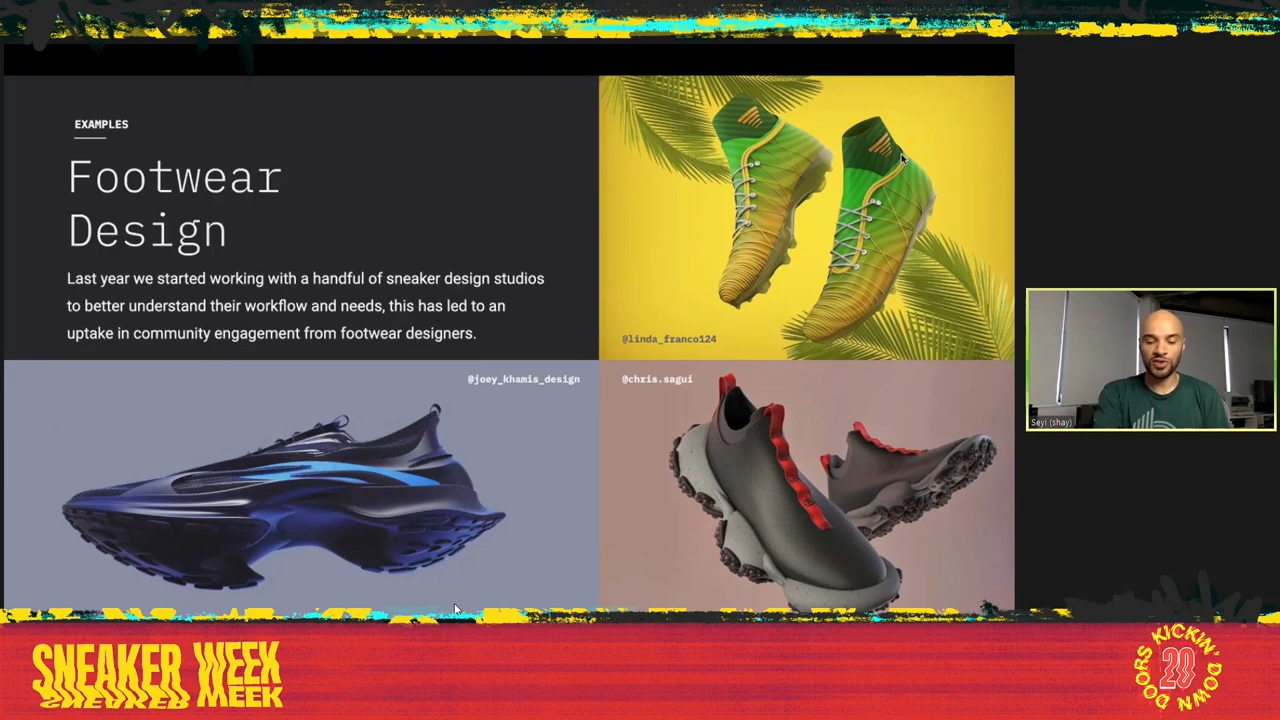 EXAMPLES
Footwear
Design
Last year we started working with a handful of sneaker design studios
to better understand their workflow and needs, this has led to an
uptake in community engagement from footwear designers.
@linda_franco124
@joey_khamis_design
@chris.sagui
Seyi (shay)
SNEAKER WEEK
KICKIN' DOWN DOORS
20